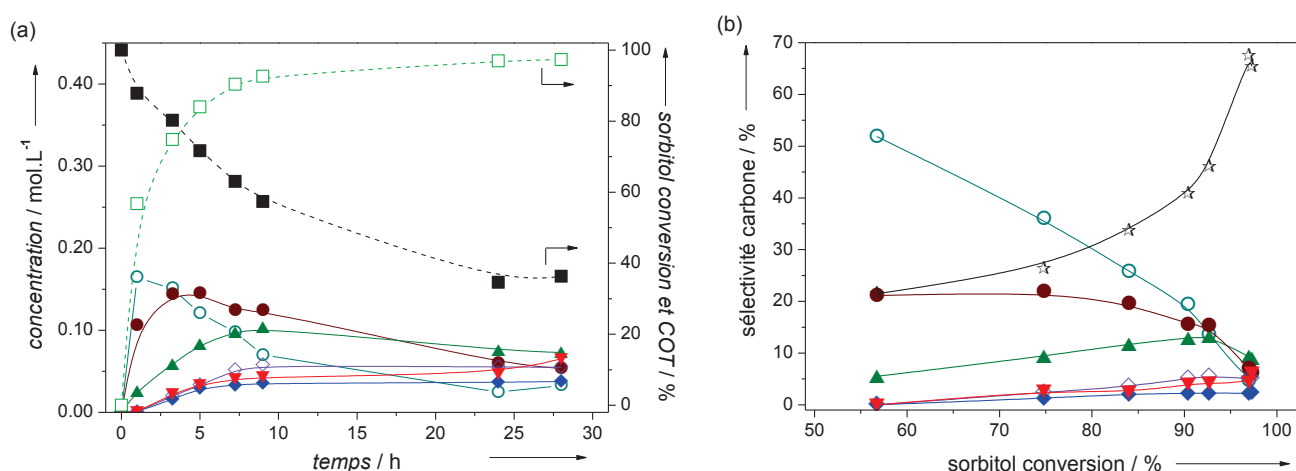 (a)
concentration / mol.L⁻¹
0.40
0.30
0.20
0.10
0.00
0 5 10 15 20 25 30
temps / h
100
80
60
40
20
0
sorbitol conversion et COT / %
(b)
sélectivité carbone / %
70
60
50
40
30
20
10
0
50 60 70 80 90 100
sorbitol conversion / %